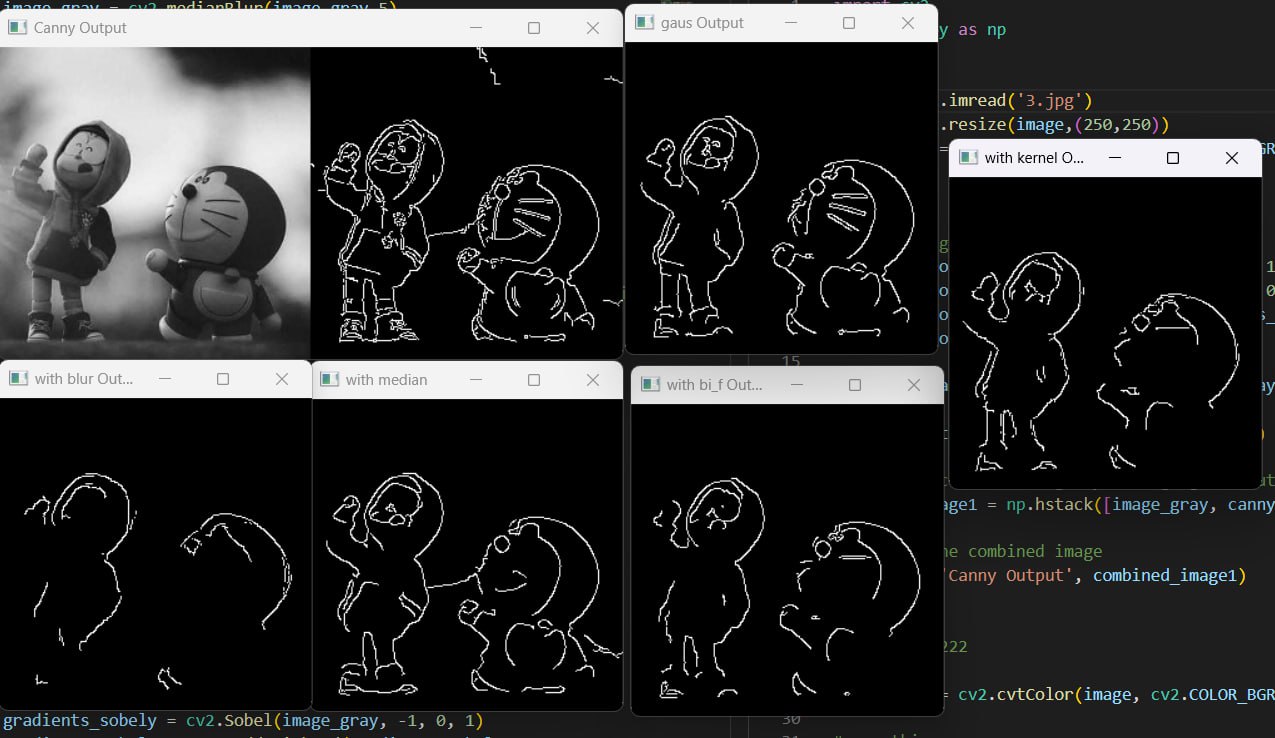 image_gray = cv2.medianBlur(image_gray,5)
Canny Output
gaus Output
1 import cv2
y as np
.imread('3.jpg')
.resize(image,(250,250))
with kernel O...
15
with blur Out...
with median
with bi_f Out...
age1 = np.hstack([image_gray, canny
he combined image
'Canny Output', combined_image1)
222
= cv2.cvtColor(image, cv2.COLOR_BGR
gradients_sobely = cv2.Sobel(image_gray, -1, 0, 1)
30